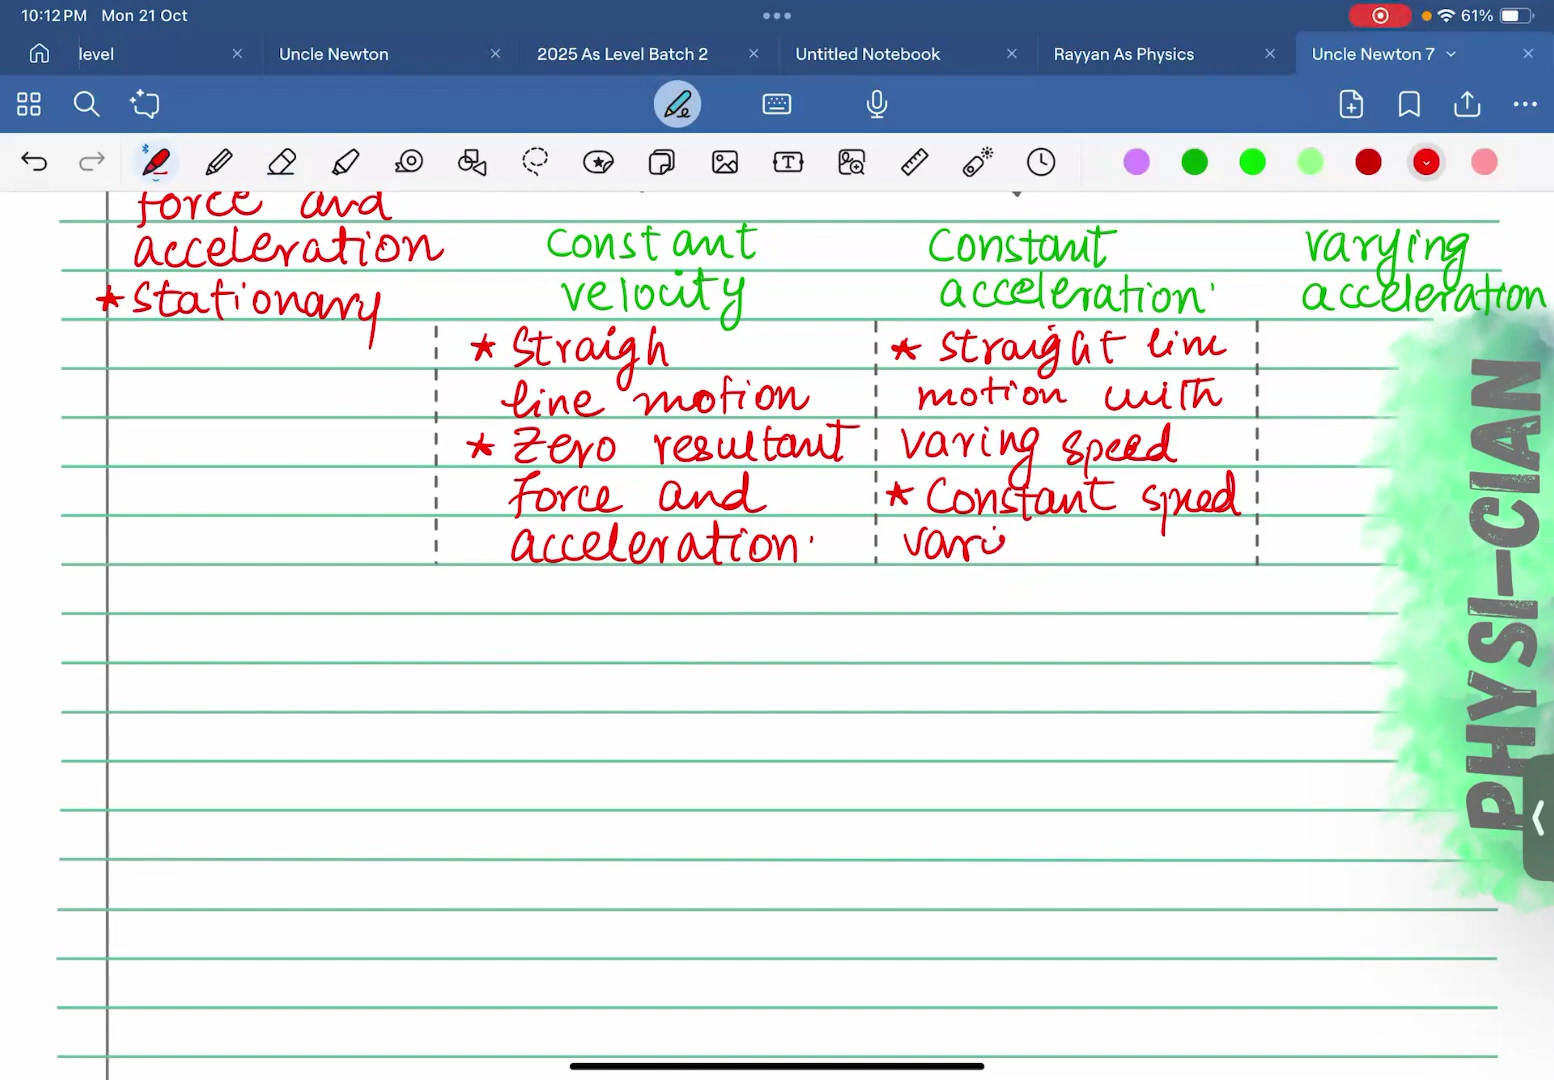 10:12 PM Mon 21 Oct
61%
level
Uncle Newton
2025 As Level Batch 2
Untitled Notebook
Rayyan As Physics
Uncle Newton 7
force and
acceleration
* Stationary
Constant
velocity
* Straigh
line motion
* Zero resultant
force and
acceleration.
Constant
acceleration.
* Straight line
motion with
varing speed
* Constant speed
vari
varying
acceleration
PHYSI-CIAN